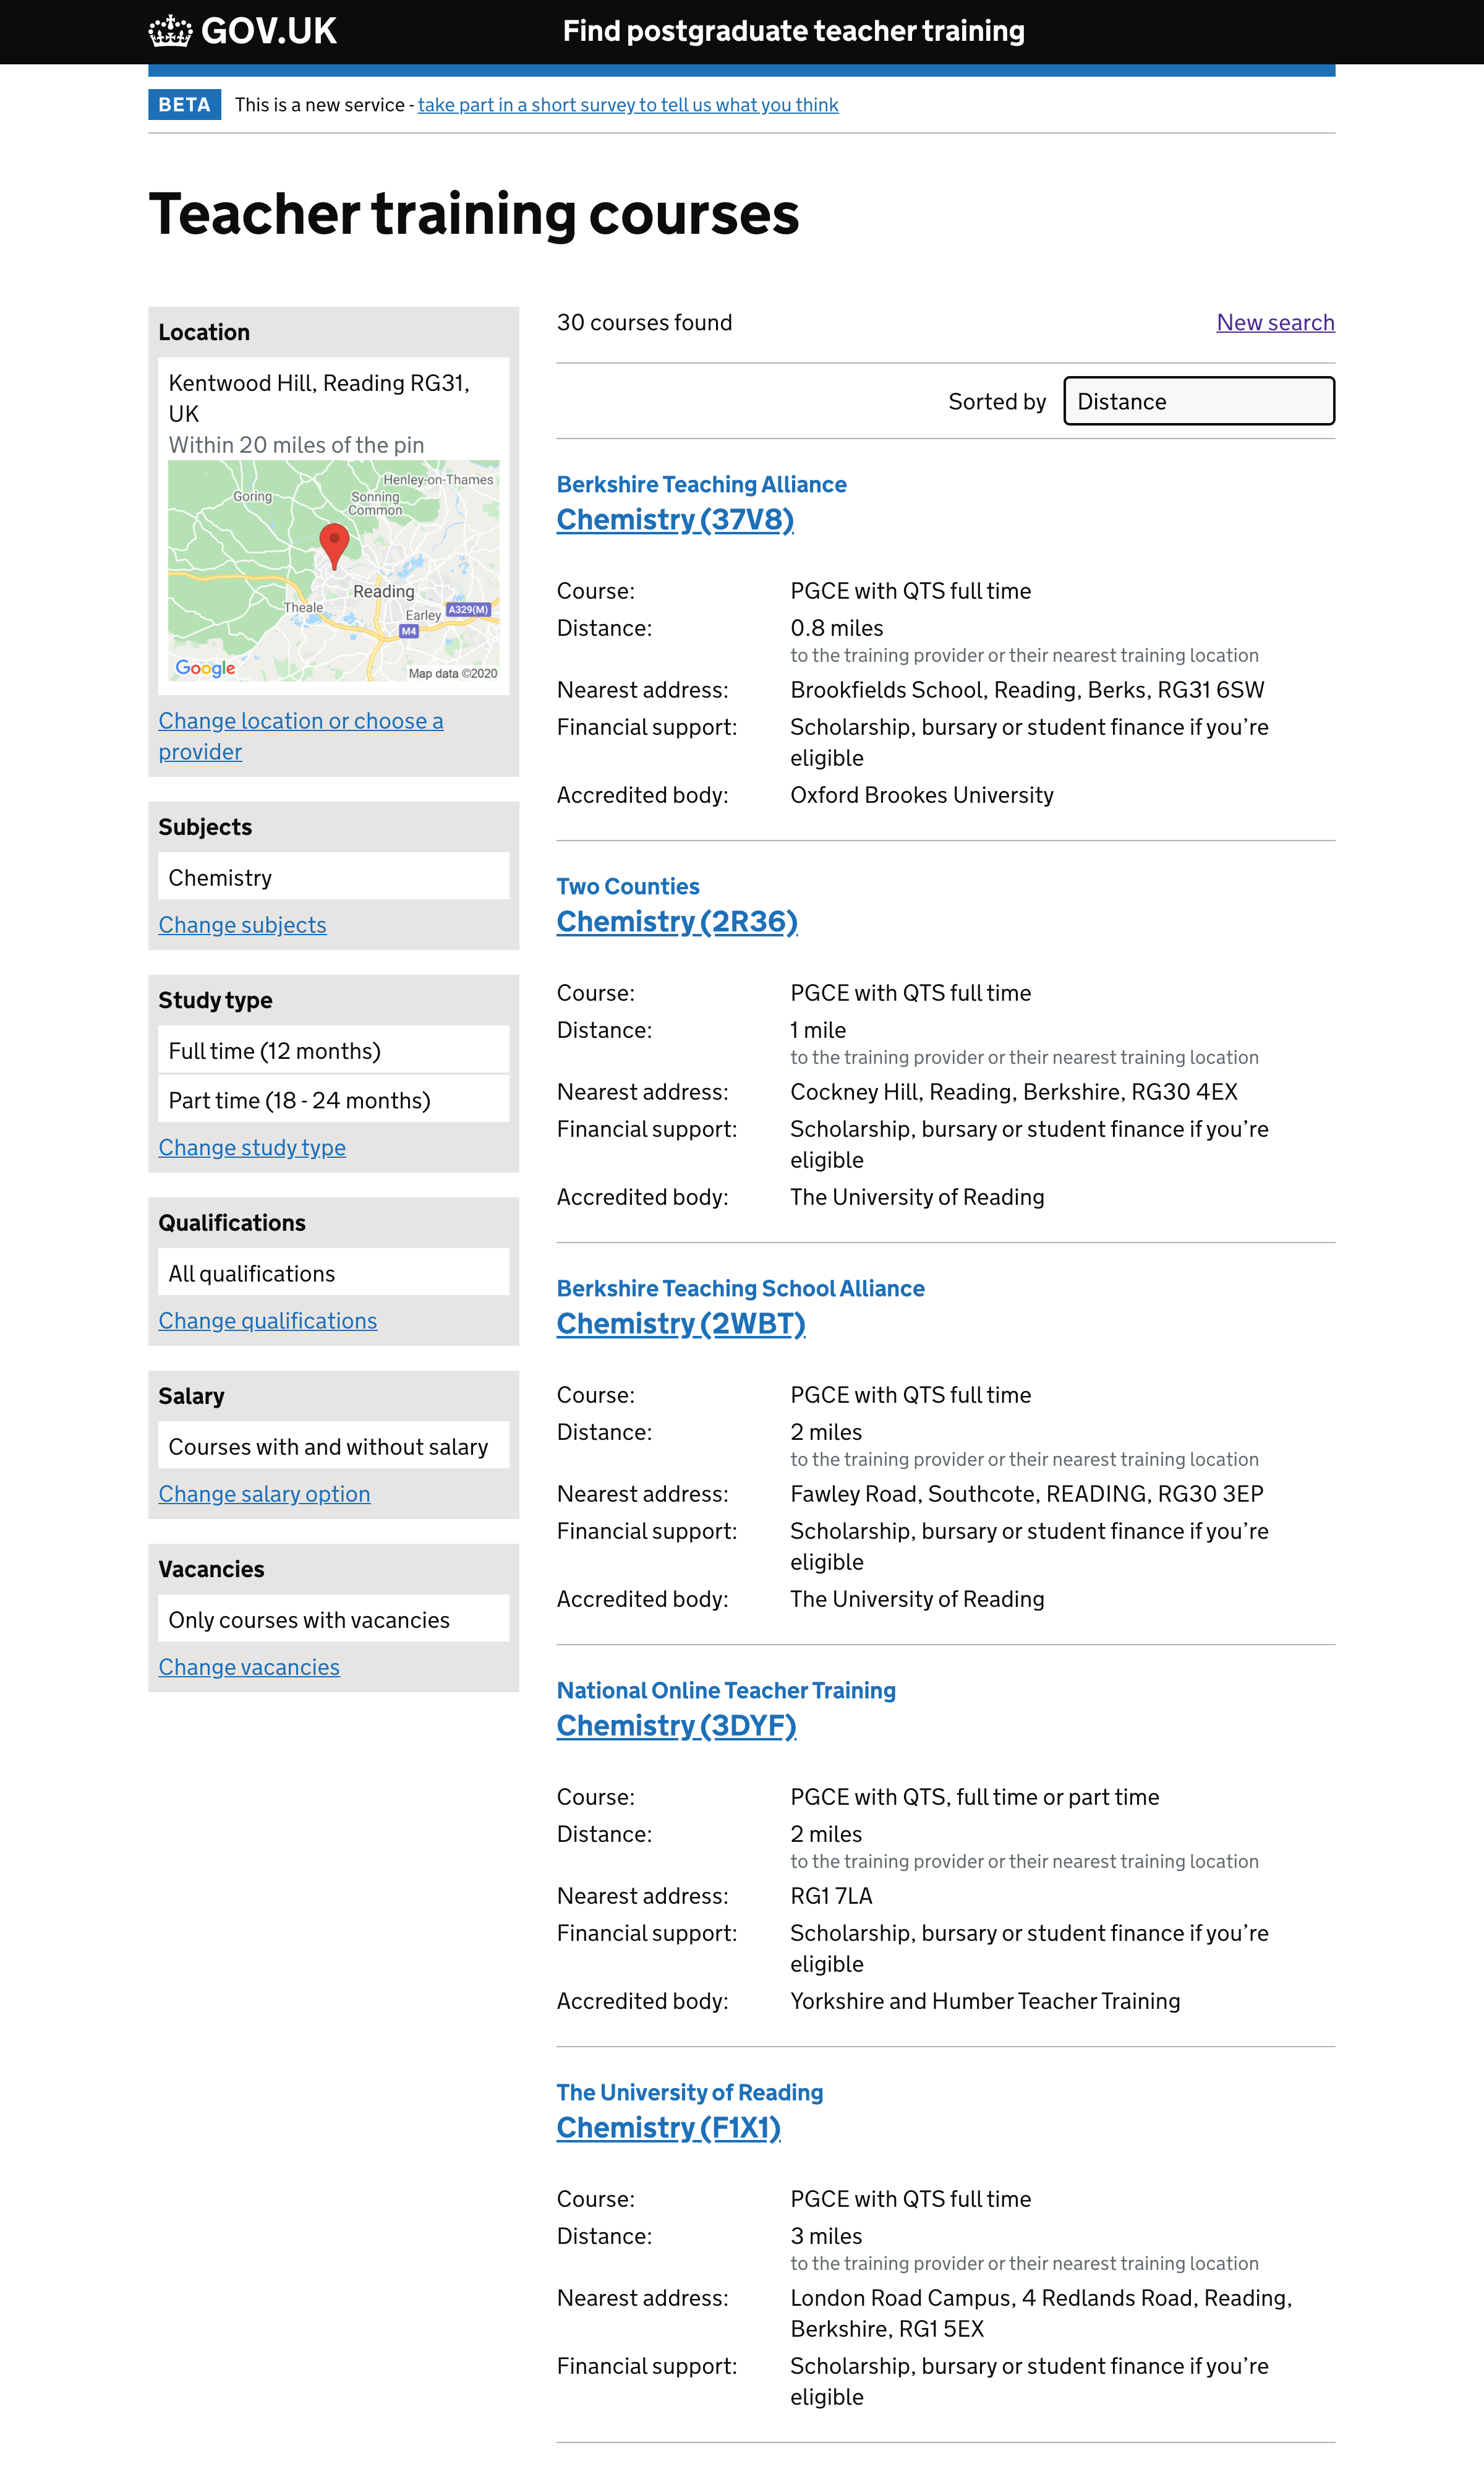 GOV.UK
Find postgraduate teacher training
BETA This is a new service - take part in a short survey to tell us what you think
Teacher training courses
Location
Kentwood Hill, Reading RG31,
UK
Within 20 miles of the pin
Henley-on-Thames
Goring
Sonning
Common
Reading
Theale
Earley
A329(M)
M4
Google
Map data ©2020
Change location or choose a
provider
Subjects
Chemistry
Change subjects
Study type
Full time (12 months)
Part time (18 - 24 months)
Change study type
Qualifications
All qualifications
Change qualifications
Salary
Courses with and without salary
Change salary option
Vacancies
Only courses with vacancies
Change vacancies
30 courses found
New search
Sorted by Distance
Berkshire Teaching Alliance
Chemistry (37V8)
Course: PGCE with QTS full time
Distance: 0.8 miles
to the training provider or their nearest training location
Nearest address: Brookfields School, Reading, Berks, RG31 6SW
Financial support: Scholarship, bursary or student finance if you’re
eligible
Accredited body: Oxford Brookes University
Two Counties
Chemistry (2R36)
Course: PGCE with QTS full time
Distance: 1 mile
to the training provider or their nearest training location
Nearest address: Cockney Hill, Reading, Berkshire, RG30 4EX
Financial support: Scholarship, bursary or student finance if you’re
eligible
Accredited body: The University of Reading
Berkshire Teaching School Alliance
Chemistry (2WBT)
Course: PGCE with QTS full time
Distance: 2 miles
to the training provider or their nearest training location
Nearest address: Fawley Road, Southcote, READING, RG30 3EP
Financial support: Scholarship, bursary or student finance if you’re
eligible
Accredited body: The University of Reading
National Online Teacher Training
Chemistry (3DYF)
Course: PGCE with QTS, full time or part time
Distance: 2 miles
to the training provider or their nearest training location
Nearest address: RG1 7LA
Financial support: Scholarship, bursary or student finance if you’re
eligible
Accredited body: Yorkshire and Humber Teacher Training
The University of Reading
Chemistry (F1X1)
Course: PGCE with QTS full time
Distance: 3 miles
to the training provider or their nearest training location
Nearest address: London Road Campus, 4 Redlands Road, Reading,
Berkshire, RG1 5EX
Financial support: Scholarship, bursary or student finance if you’re
eligible